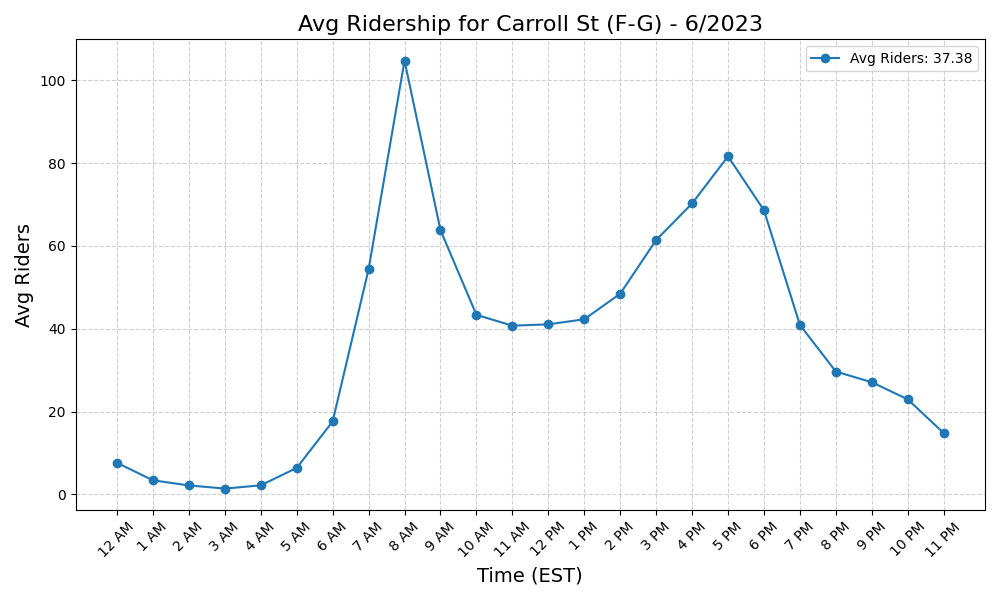 Avg Ridership for Carroll St (F-G) - 6/2023
Avg Riders: 37.38
Avg Riders
100
80
60
40
20
0
12 AM
1 AM
2 AM
3 AM
4 AM
5 AM
6 AM
7 AM
8 AM
9 AM
10 AM
11 AM
12 PM
1 PM
2 PM
3 PM
4 PM
5 PM
6 PM
7 PM
8 PM
9 PM
10 PM
11 PM
Time (EST)